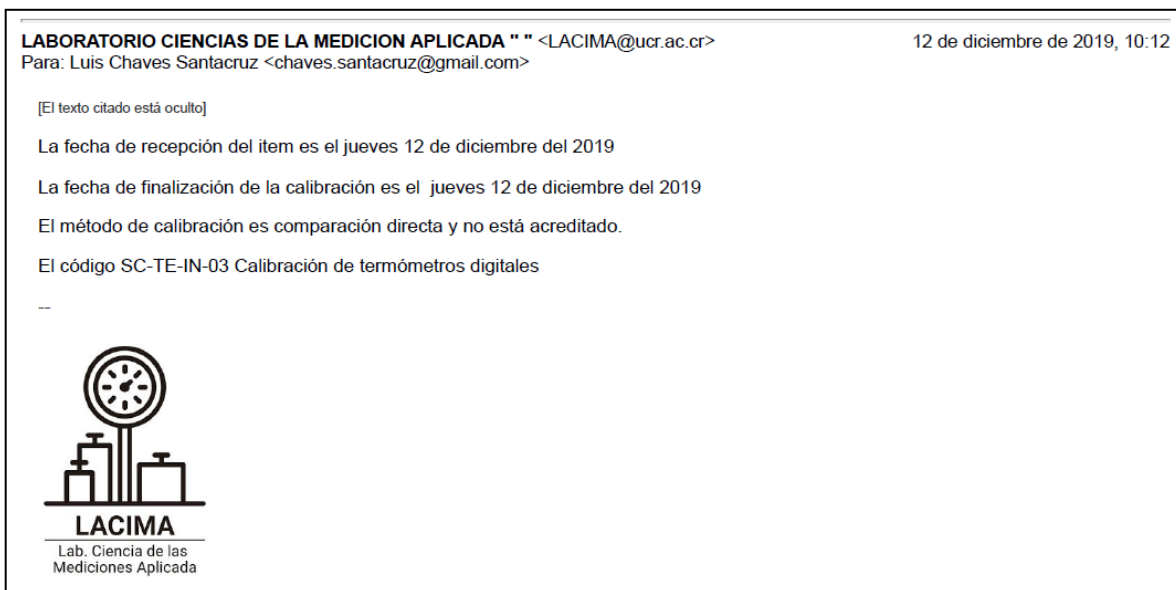 LABORATORIO CIENCIAS DE LA MEDICION APLICADA " " <LACIMA@ucr.ac.cr> 12 de diciembre de 2019, 10:12
Para: Luis Chaves Santacruz <chaves.santacruz@gmail.com>
[El texto citado está oculto]
La fecha de recepción del item es el jueves 12 de diciembre del 2019
La fecha de finalización de la calibración es el jueves 12 de diciembre del 2019
El método de calibración es comparación directa y no está acreditado.
El código SC-TE-IN-03 Calibración de termómetros digitales
--
LACIMA
Lab. Ciencia de las
Mediciones Aplicada